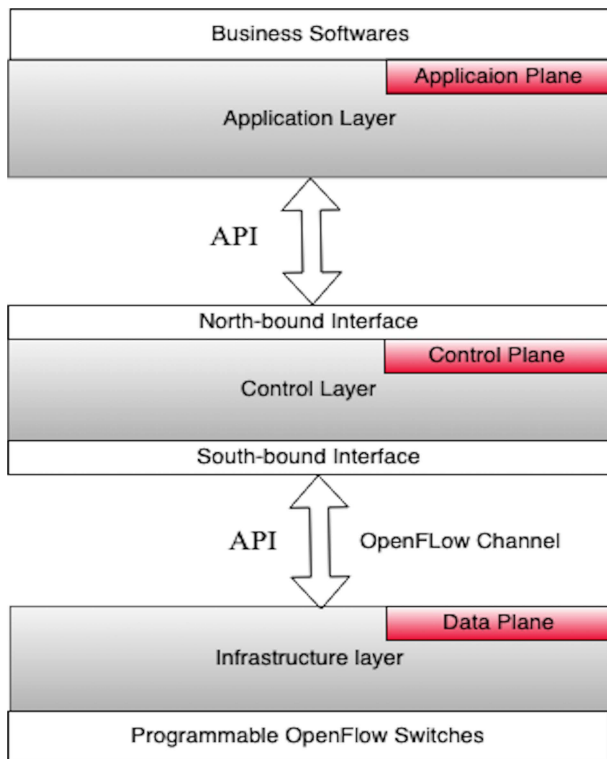 Business Softwares
Applicaion Plane
Application Layer
API
North-bound Interface
Control Plane
Control Layer
South-bound Interface
API
OpenFLow Channel
Data Plane
Infrastructure layer
Programmable OpenFlow Switches